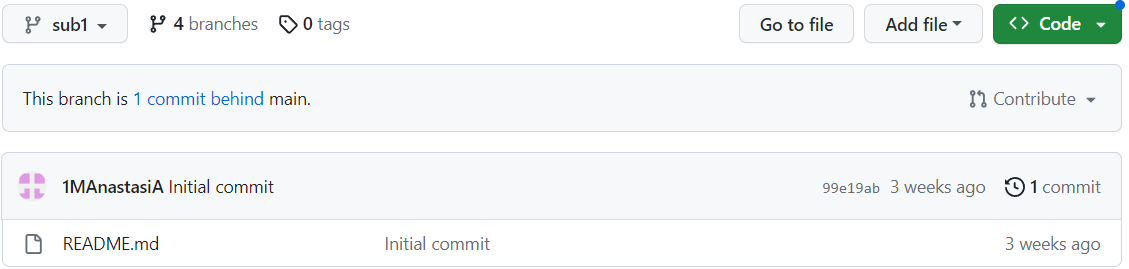 sub1 4 branches 0 tags Go to file Add file Code
This branch is 1 commit behind main. Contribute
1MAnastasiA Initial commit 99e19ab 3 weeks ago 1 commit
README.md Initial commit 3 weeks ago